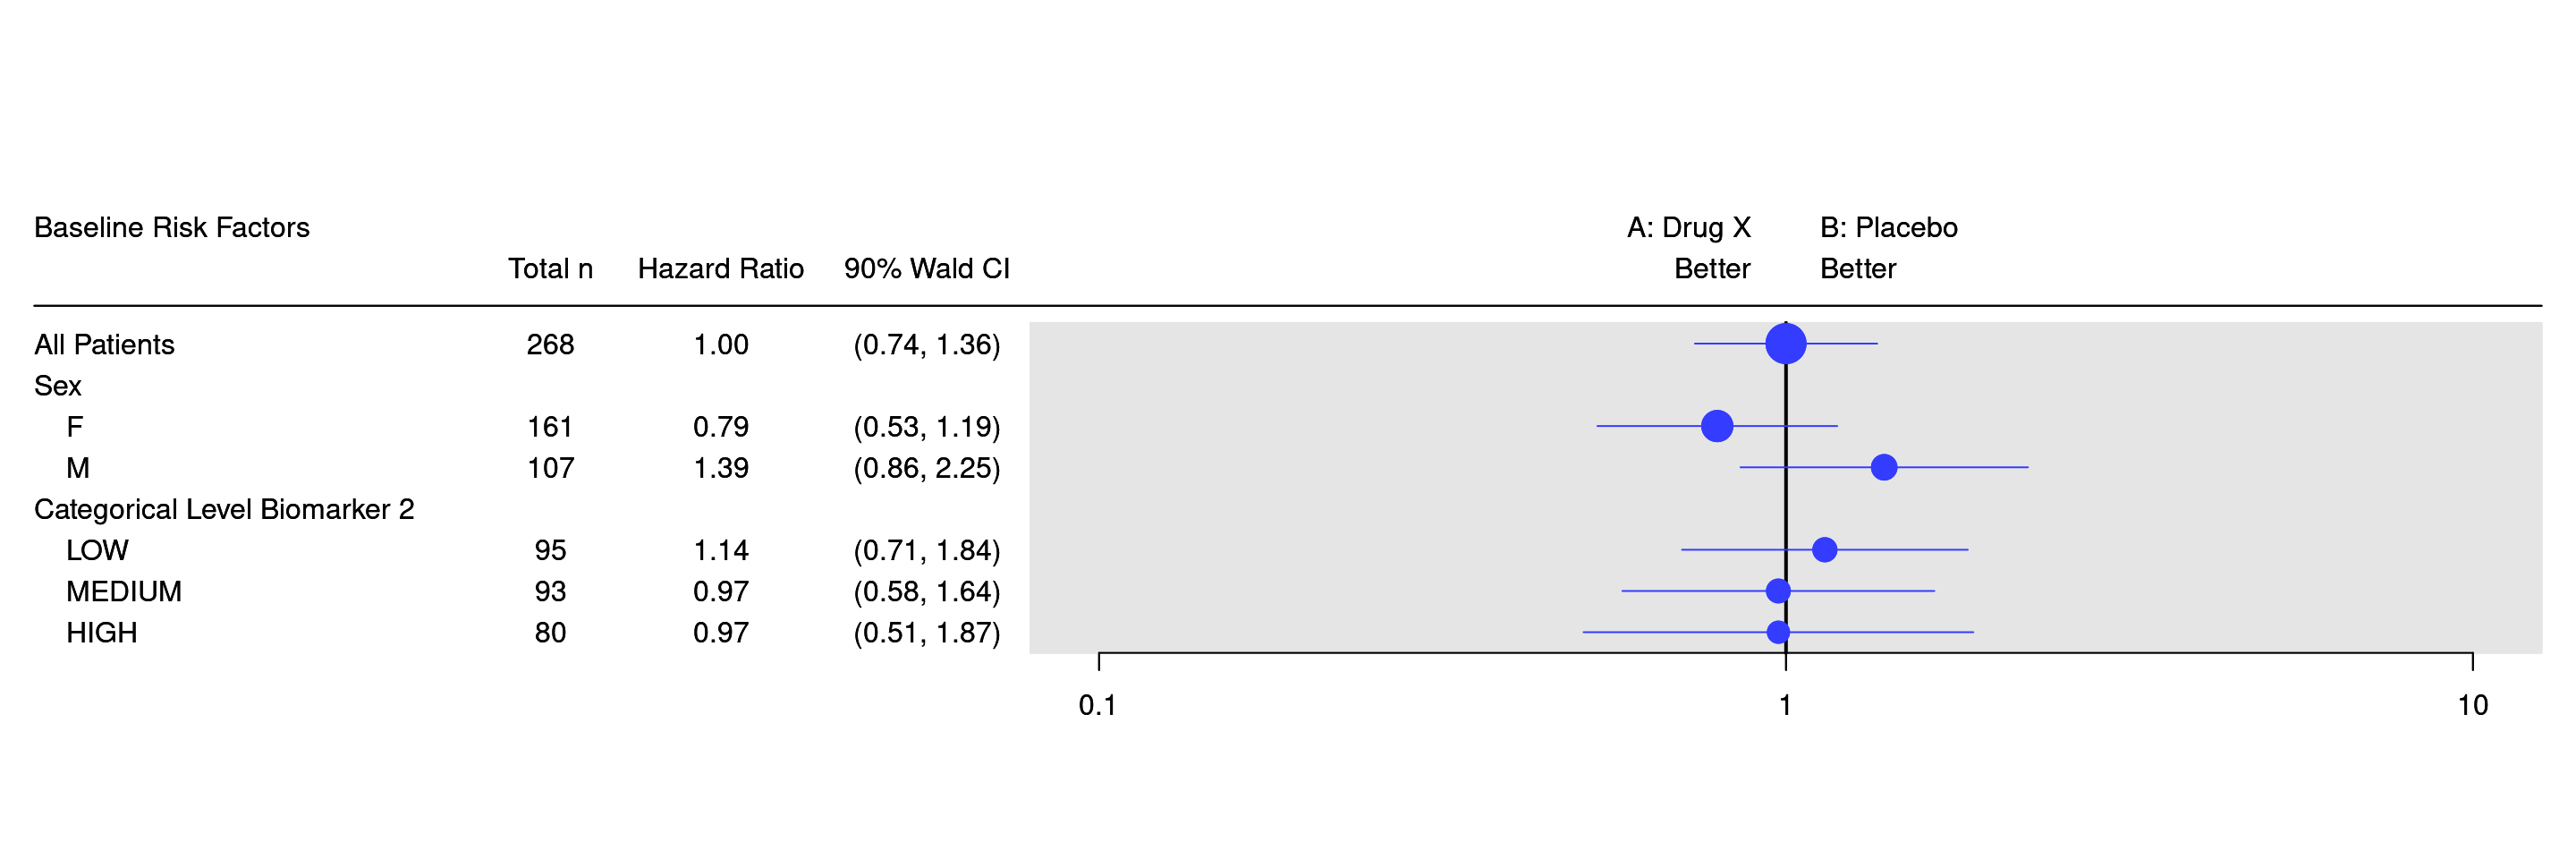 Baseline Risk Factors A: Drug X B: Placebo
Total n Hazard Ratio 90% Wald CI Better Better
All Patients 268 1.00 (0.74, 1.36)
Sex
F 161 0.79 (0.53, 1.19)
M 107 1.39 (0.86, 2.25)
Categorical Level Biomarker 2
LOW 95 1.14 (0.71, 1.84)
MEDIUM 93 0.97 (0.58, 1.64)
HIGH 80 0.97 (0.51, 1.87)
0.1 1 10